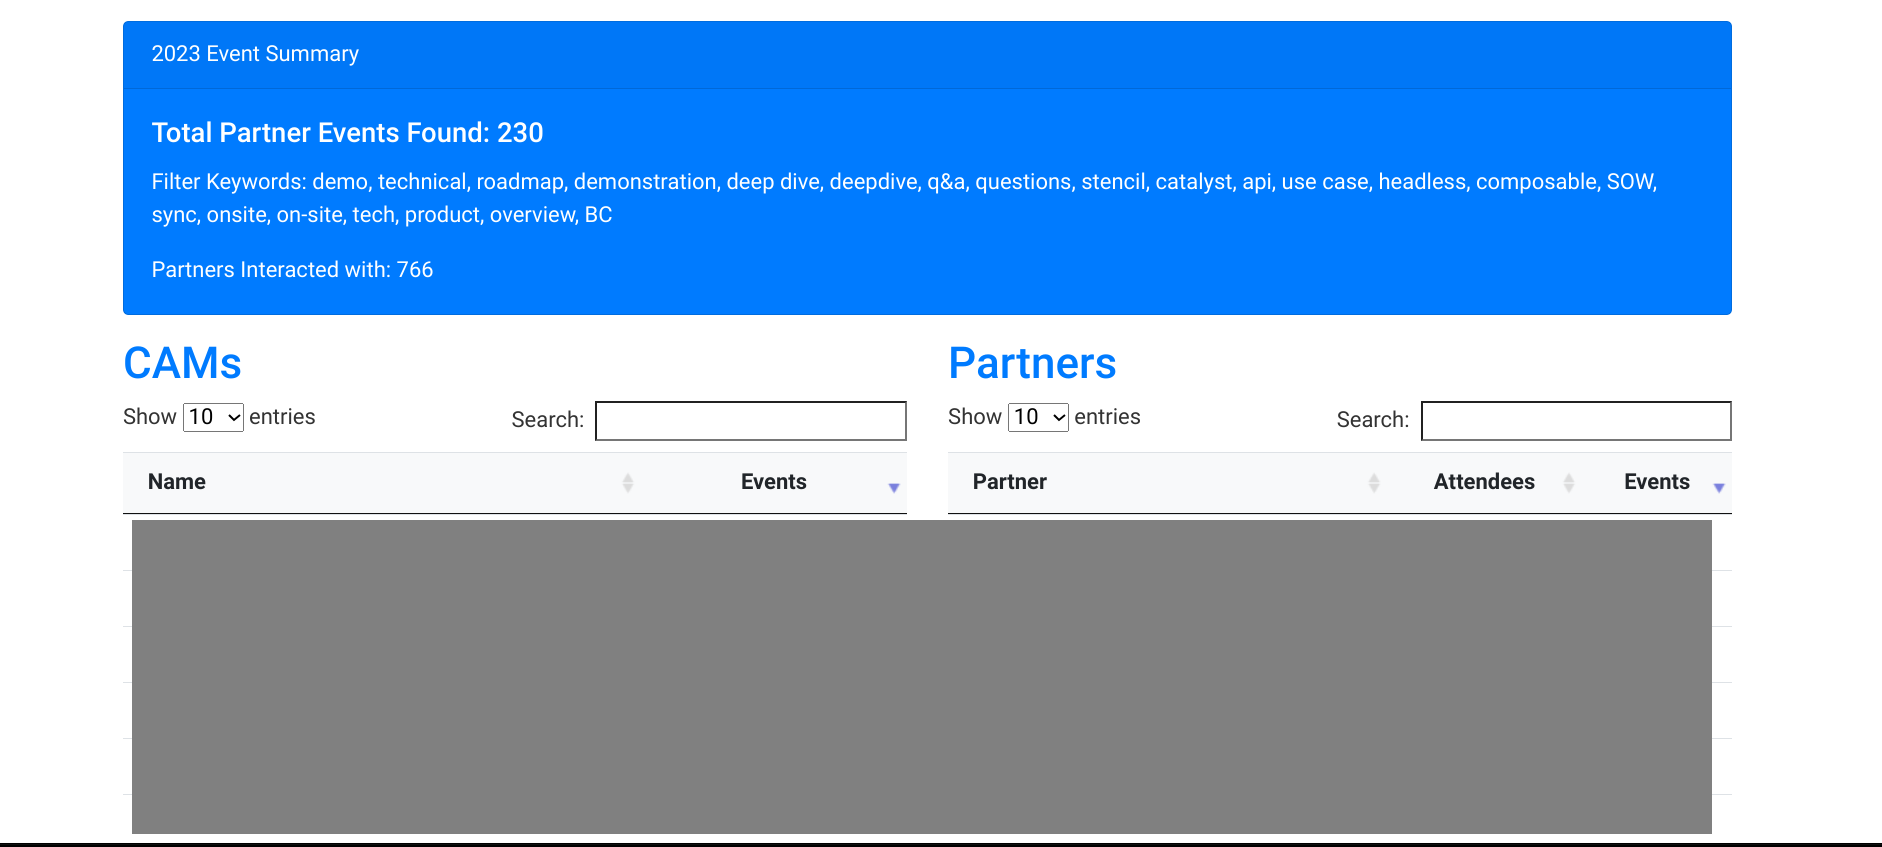 2023 Event Summary
Total Partner Events Found: 230
Filter Keywords: demo, technical, roadmap, demonstration, deep dive, deepdive, q&a, questions, stencil, catalyst, api, use case, headless, composable, SOW,
sync, onsite, on-site, tech, product, overview, BC
Partners Interacted with: 766
CAMs
Show 10 entries
Search:
Name Events
Partners
Show 10 entries
Search:
Partner Attendees Events